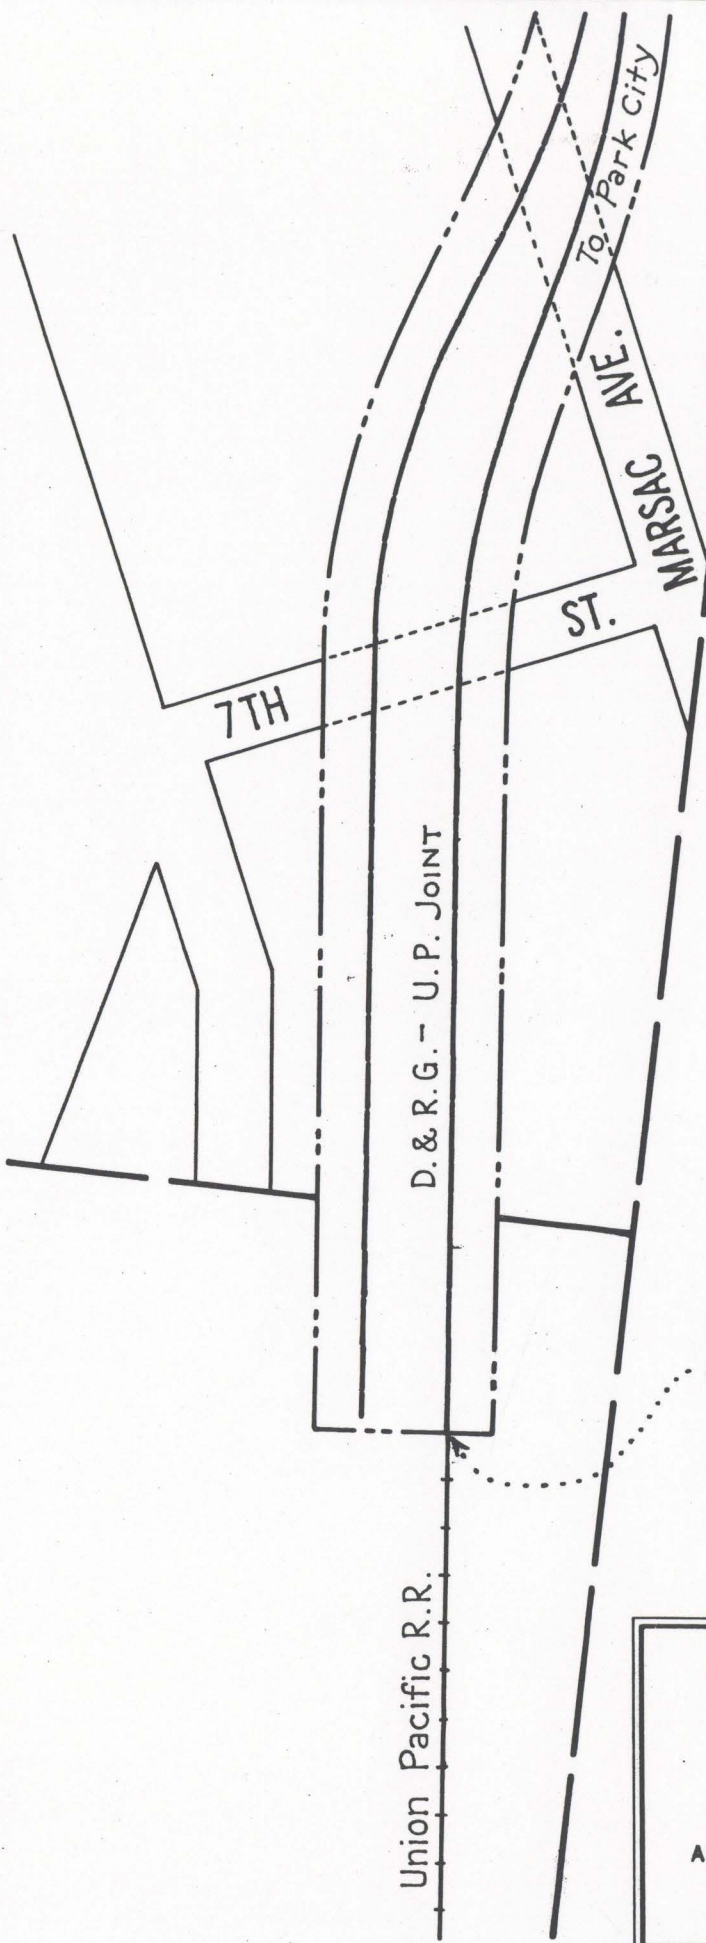 To Park City
MARSAC AVE.
7TH ST.
D. & R. G. - U. P. JOINT
Union Pacific R.R.
A